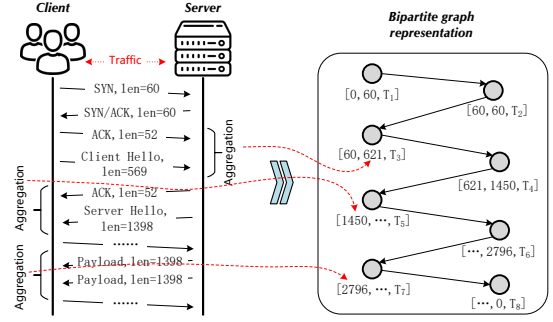 Client
Server
Traffic
SYN,len=60
SYN/ACK,len=60
ACK,len=52
Client Hello,
len=569
ACK,len=52
Server Hello,
len=1398
......
Payload,len=1398
Payload,len=1398
......
Aggregation
Aggregation
Aggregation
Bipartite graph
representation
[0, 60, T1]
[60, 60, T2]
[60, 621, T3]
[621, 1450, T4]
[1450, ⋯, T5]
[⋯, 2796, T6]
[2796, ⋯, T7]
[⋯, 0, T8]